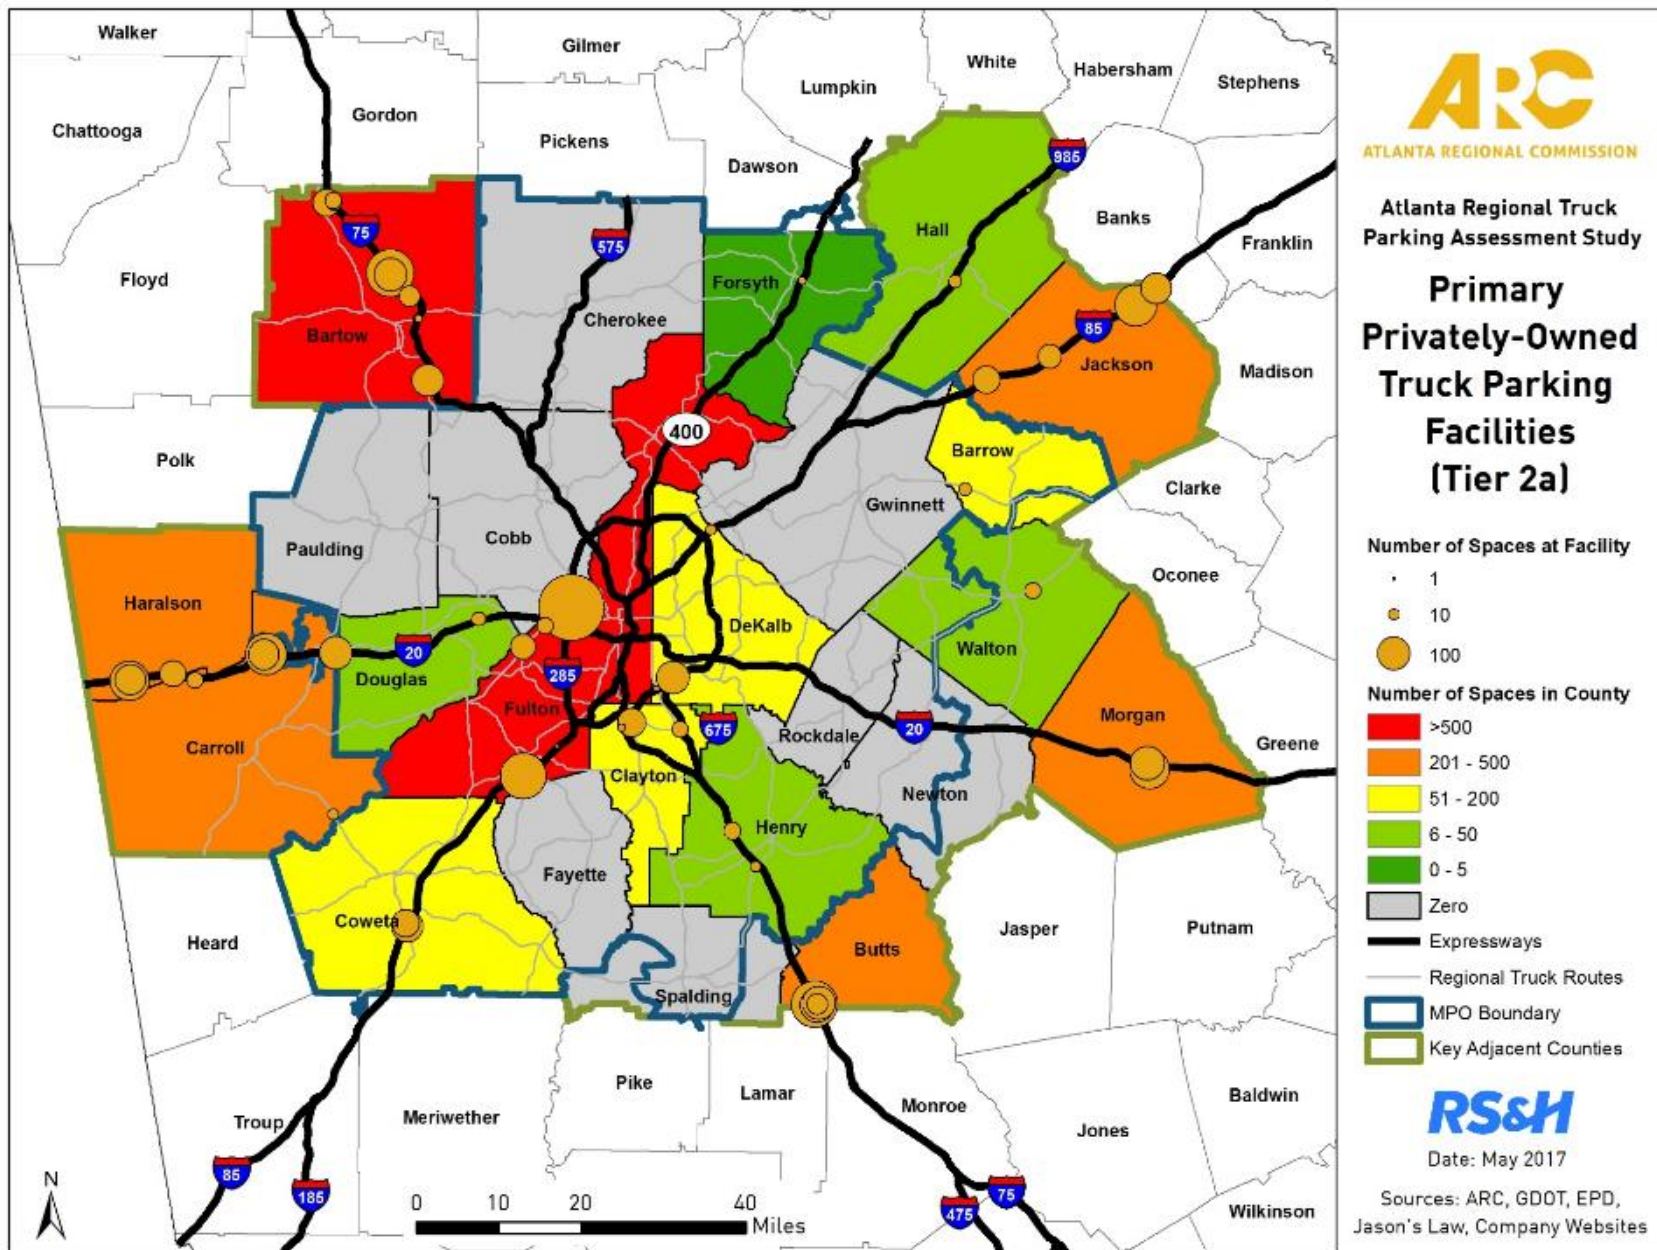 Walker
Gilmer
White
Habersham
Stephens
Lumpkin
Chattooga
Gordon
Pickens
Dawson
985
Banks
75
575
Hall
Franklin
Floyd
Forsyth
Cherokee
85
Bartow
Jackson
Madison
400
Polk
Barrow
Clarke
Gwinnett
Paulding
Cobb
Oconee
Haralson
DeKalb
Walton
20
Douglas
285
Fulton
675
20
Morgan
Carroll
Rockdale
Greene
Clayton
Newton
Henry
Fayette
Coweta
Heard
Butts
Jasper
Putnam
Spalding
Pike
Lamar
Monroe
Baldwin
Troup
Meriwether
Jones
85
185
475
75
Wilkinson
N
0 10 20 40
Miles
ARC
ATLANTA REGIONAL COMMISSION
Atlanta Regional Truck
Parking Assessment Study
Primary
Privately-Owned
Truck Parking
Facilities
(Tier 2a)
Number of Spaces at Facility
1
10
100
Number of Spaces in County
>500
201 - 500
51 - 200
6 - 50
0 - 5
Zero
Expressways
Regional Truck Routes
MPO Boundary
Key Adjacent Counties
RS&H
Date: May 2017
Sources: ARC, GDOT, EPD,
Jason's Law, Company Websites